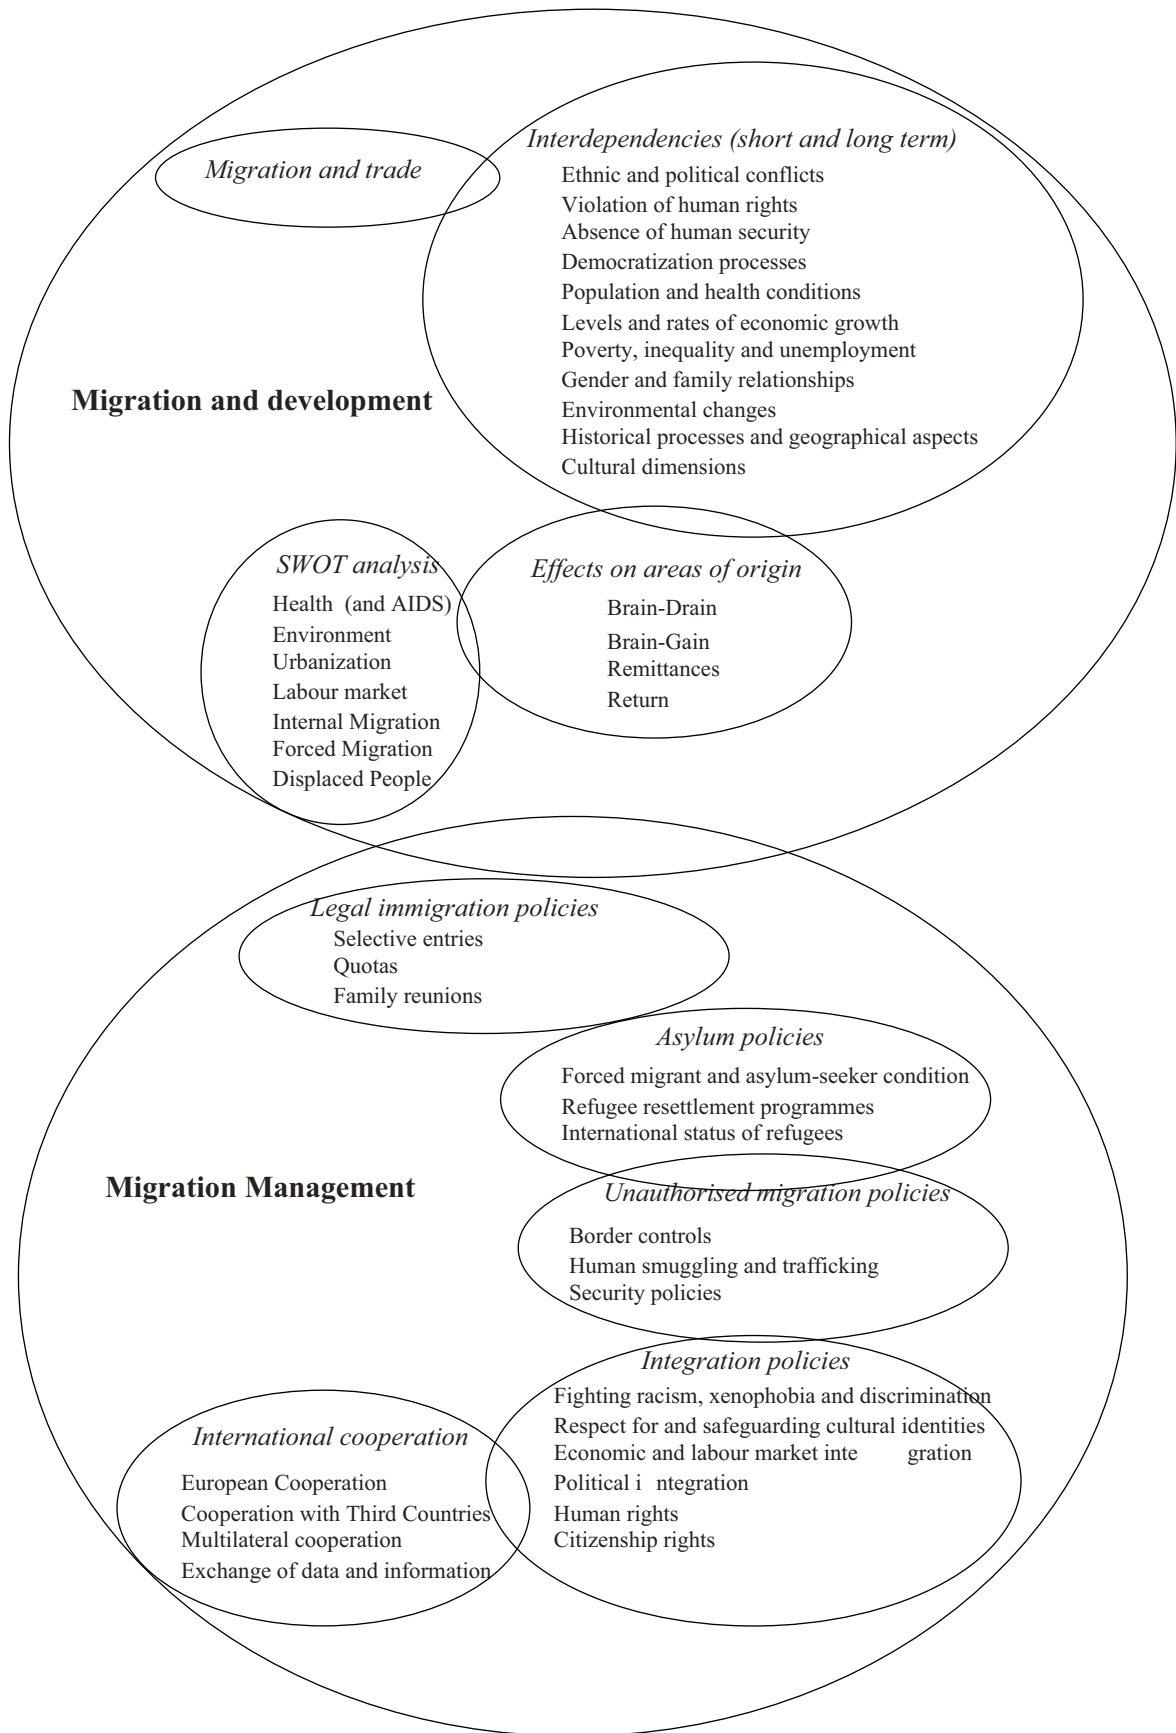 Interdependencies (short and long term)
Migration and trade
Ethnic and political conflicts
Violation of human rights
Absence of human security
Democratization processes
Population and health conditions
Levels and rates of economic growth
Poverty, inequality and unemployment
Gender and family relationships
Environmental changes
Historical processes and geographical aspects
Cultural dimensions
Migration and development
SWOT analysis
Health (and AIDS)
Environment
Urbanization
Labour market
Internal Migration
Forced Migration
Displaced People
Effects on areas of origin
Brain-Drain
Brain-Gain
Remittances
Return
Legal immigration policies
Selective entries
Quotas
Family reunions
Asylum policies
Forced migrant and asylum-seeker condition
Refugee resettlement programmes
International status of refugees
Migration Management
Unauthorised migration policies
Border controls
Human smuggling and trafficking
Security policies
Integration policies
Fighting racism, xenophobia and discrimination
Respect for and safeguarding cultural identities
Economic and labour market inte gration
Political i ntegration
Human rights
Citizenship rights
International cooperation
European Cooperation
Cooperation with Third Countries
Multilateral cooperation
Exchange of data and information